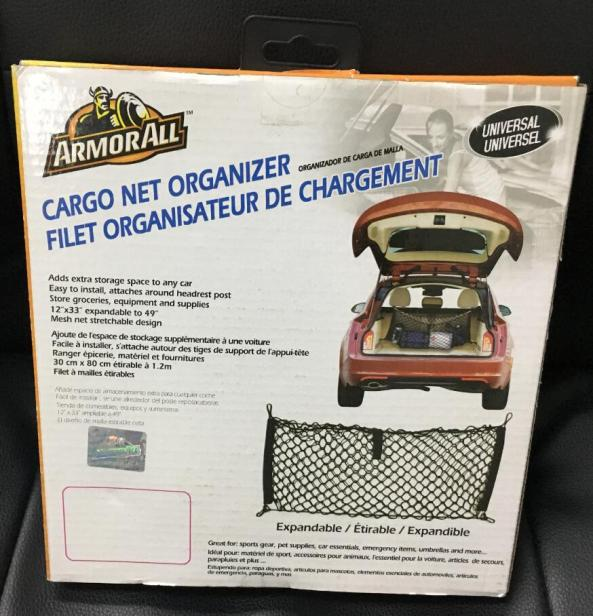 ARMOR ALL™
UNIVERSAL
UNIVERSEL
CARGO NET ORGANIZER ORGANIZADOR DE CARGA DE MALLA
FILET ORGANISATEUR DE CHARGEMENT
Adds extra storage space to any car
Easy to install, attaches around headrest post
Store groceries, equipment and supplies
12"x33" expandable to 49"
Mesh net stretchable design
Ajoute de l'espace de stockage supplémentaire à une voiture
Facile à installer, s'attache autour des tiges de support de l'appui-tête
Ranger épicerie, matériel et fournitures
30 cm x 80 cm étirable à 1.2m
Filet à mailles étirables
Añade espacio de almacenamiento extra para cualquier coche
Fácil de instalar, se une alrededor del poste reposacabezas
Tienda de comestibles, equipos y suministros
12" x 33" ampliable a 49"
El diseño de malla estirable
Expandable / Étirable / Expandible
Great for: sports gear, pet supplies, car essentials, emergency items, umbrellas and more...
Idéal pour: matériel de sport, accessoires pour animaux, l'essentiel pour la voiture, articles de secours,
parapluies et plus ...
Estupendo para: ropa deportiva, artículos para mascotas, elementos esenciales de automóviles, artículos
de emergencia, paraguas, y mas